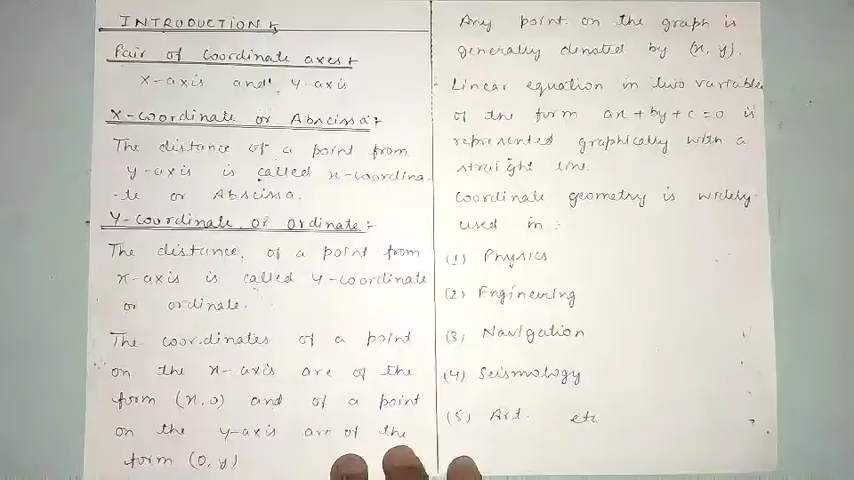 INTRODUCTION :-
Pair of coordinate axes :-
X-axis and Y-axis
X-coordinate or Abscissa :-
The distance of a point from
y-axis is called x-coordina-
-te or Abscissa.
Y-coordinate or ordinate :-
The distance of a point from
x-axis is called y-coordinate
or ordinate.
The coordinates of a point
on the x-axis are of the
form (x, 0) and of a point
on the y-axis are of the
form (0, y)
Any point on the graph is
generally denoted by (x, y).
Linear equation in two variable
of the form ax + by + c = 0 is
represented graphically with a
straight line.
Coordinate geometry is widely
used in :
(1) Physics
(2) Engineering
(3) Navigation
(4) Seismology
(5) Art. etc